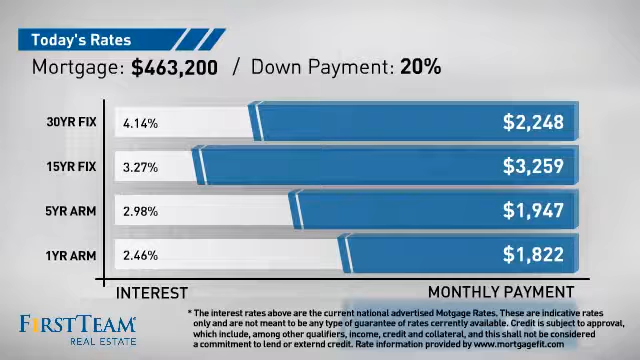 Today's Rates
Mortgage: $463,200 / Down Payment: 20%
30YR FIX 4.14% $2,248
15YR FIX 3.27% $3,259
5YR ARM 2.98% $1,947
1YR ARM 2.46% $1,822
INTEREST MONTHLY PAYMENT
FIRSTTEAM®
REAL ESTATE
* The interest rates above are the current national advertised Motgage Rates. These are indicative rates
only and are not meant to be any type of guarantee of rates cerrently available. Credit is subject to approval,
which include, among other qualifiers, income, credit and collateral, and this shall not be considered
a commitment to lend or externd credit. Rate information provided by www.mortgagefit.com